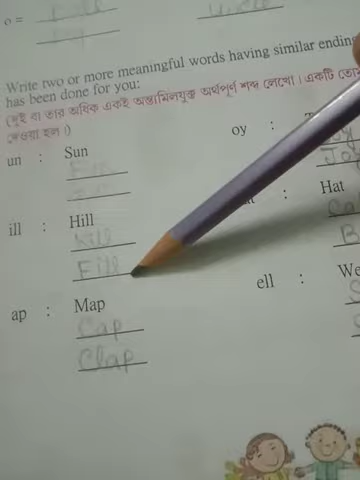 o =
Write two or more meaningful words having similar endin
has been done for you:
(দুই বা তার অধিক একই অন্ত্যমিলযুক্ত অর্থপূর্ণ শব্দ লেখো। একটি তোম
দেওয়া হল।)
un : Sun
oy :
ill : Hill
Kill
Fill
: Hat
ap : Map
Cap
Clap
ell : We